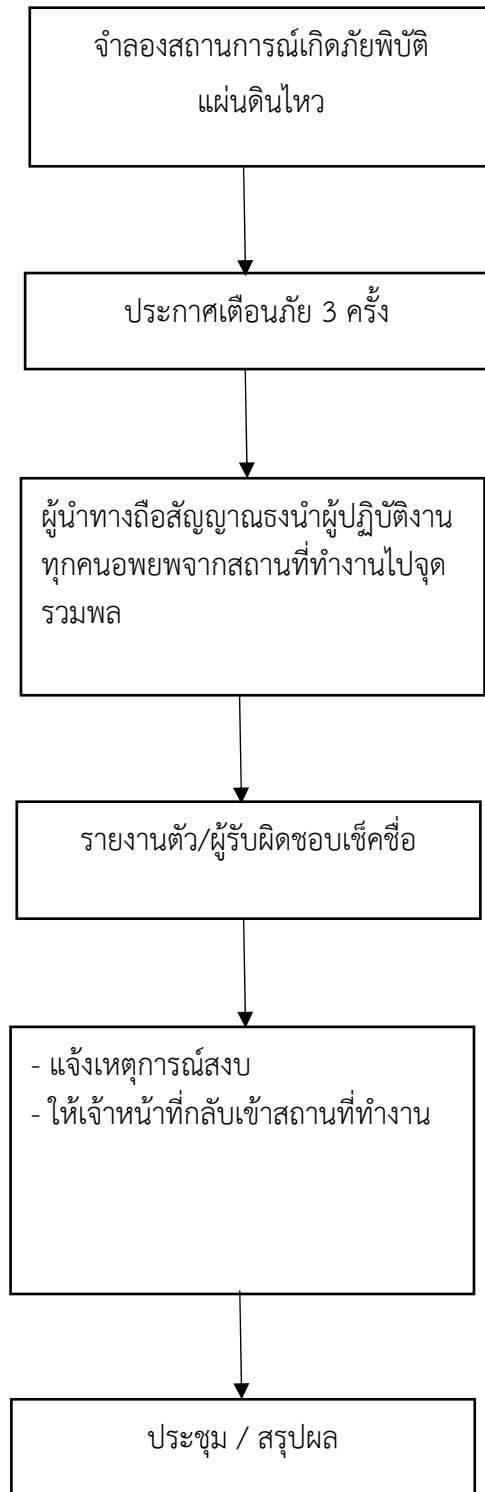 จำลองสถานการณ์เกิดภัยพิบัติ
แผ่นดินไหว
ประกาศเตือนภัย 3 ครั้ง
ผู้นำทางถือสัญญาณธงนำผู้ปฏิบัติงาน
ทุกคนอพยพจากสถานที่ทำงานไปจุด
รวมพล
รายงานตัว/ผู้รับผิดชอบเช็คชื่อ
- แจ้งเหตุการณ์สงบ
- ให้เจ้าหน้าที่กลับเข้าสถานที่ทำงาน
ประชุม / สรุปผล